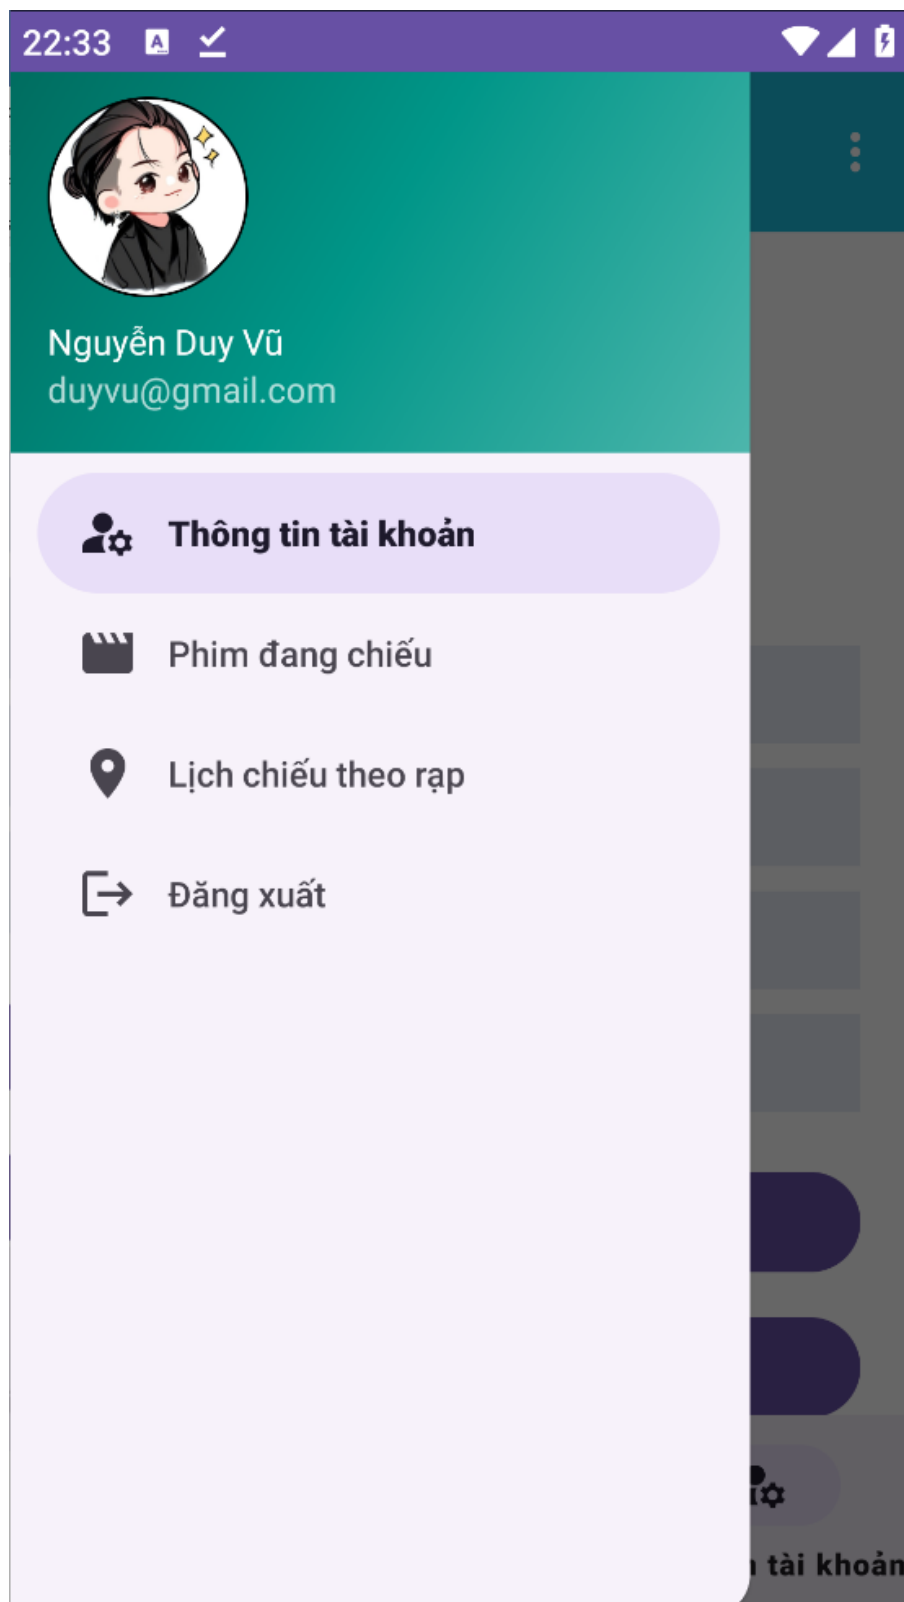 22:33
Nguyễn Duy Vũ
duyvu@gmail.com
Thông tin tài khoản
Phim đang chiếu
Lịch chiếu theo rạp
Đăng xuất
tài khoản